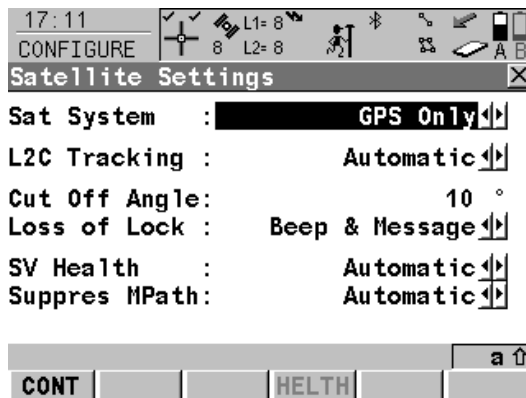 17:11
L1= 8
CONFIGURE
8 L2= 8
A B
Satellite Settings
Sat System : GPS Only
L2C Tracking : Automatic
Cut Off Angle: 10 °
Loss of Lock : Beep & Message
SV Health : Automatic
Suppres MPath: Automatic
a
CONT HELTH